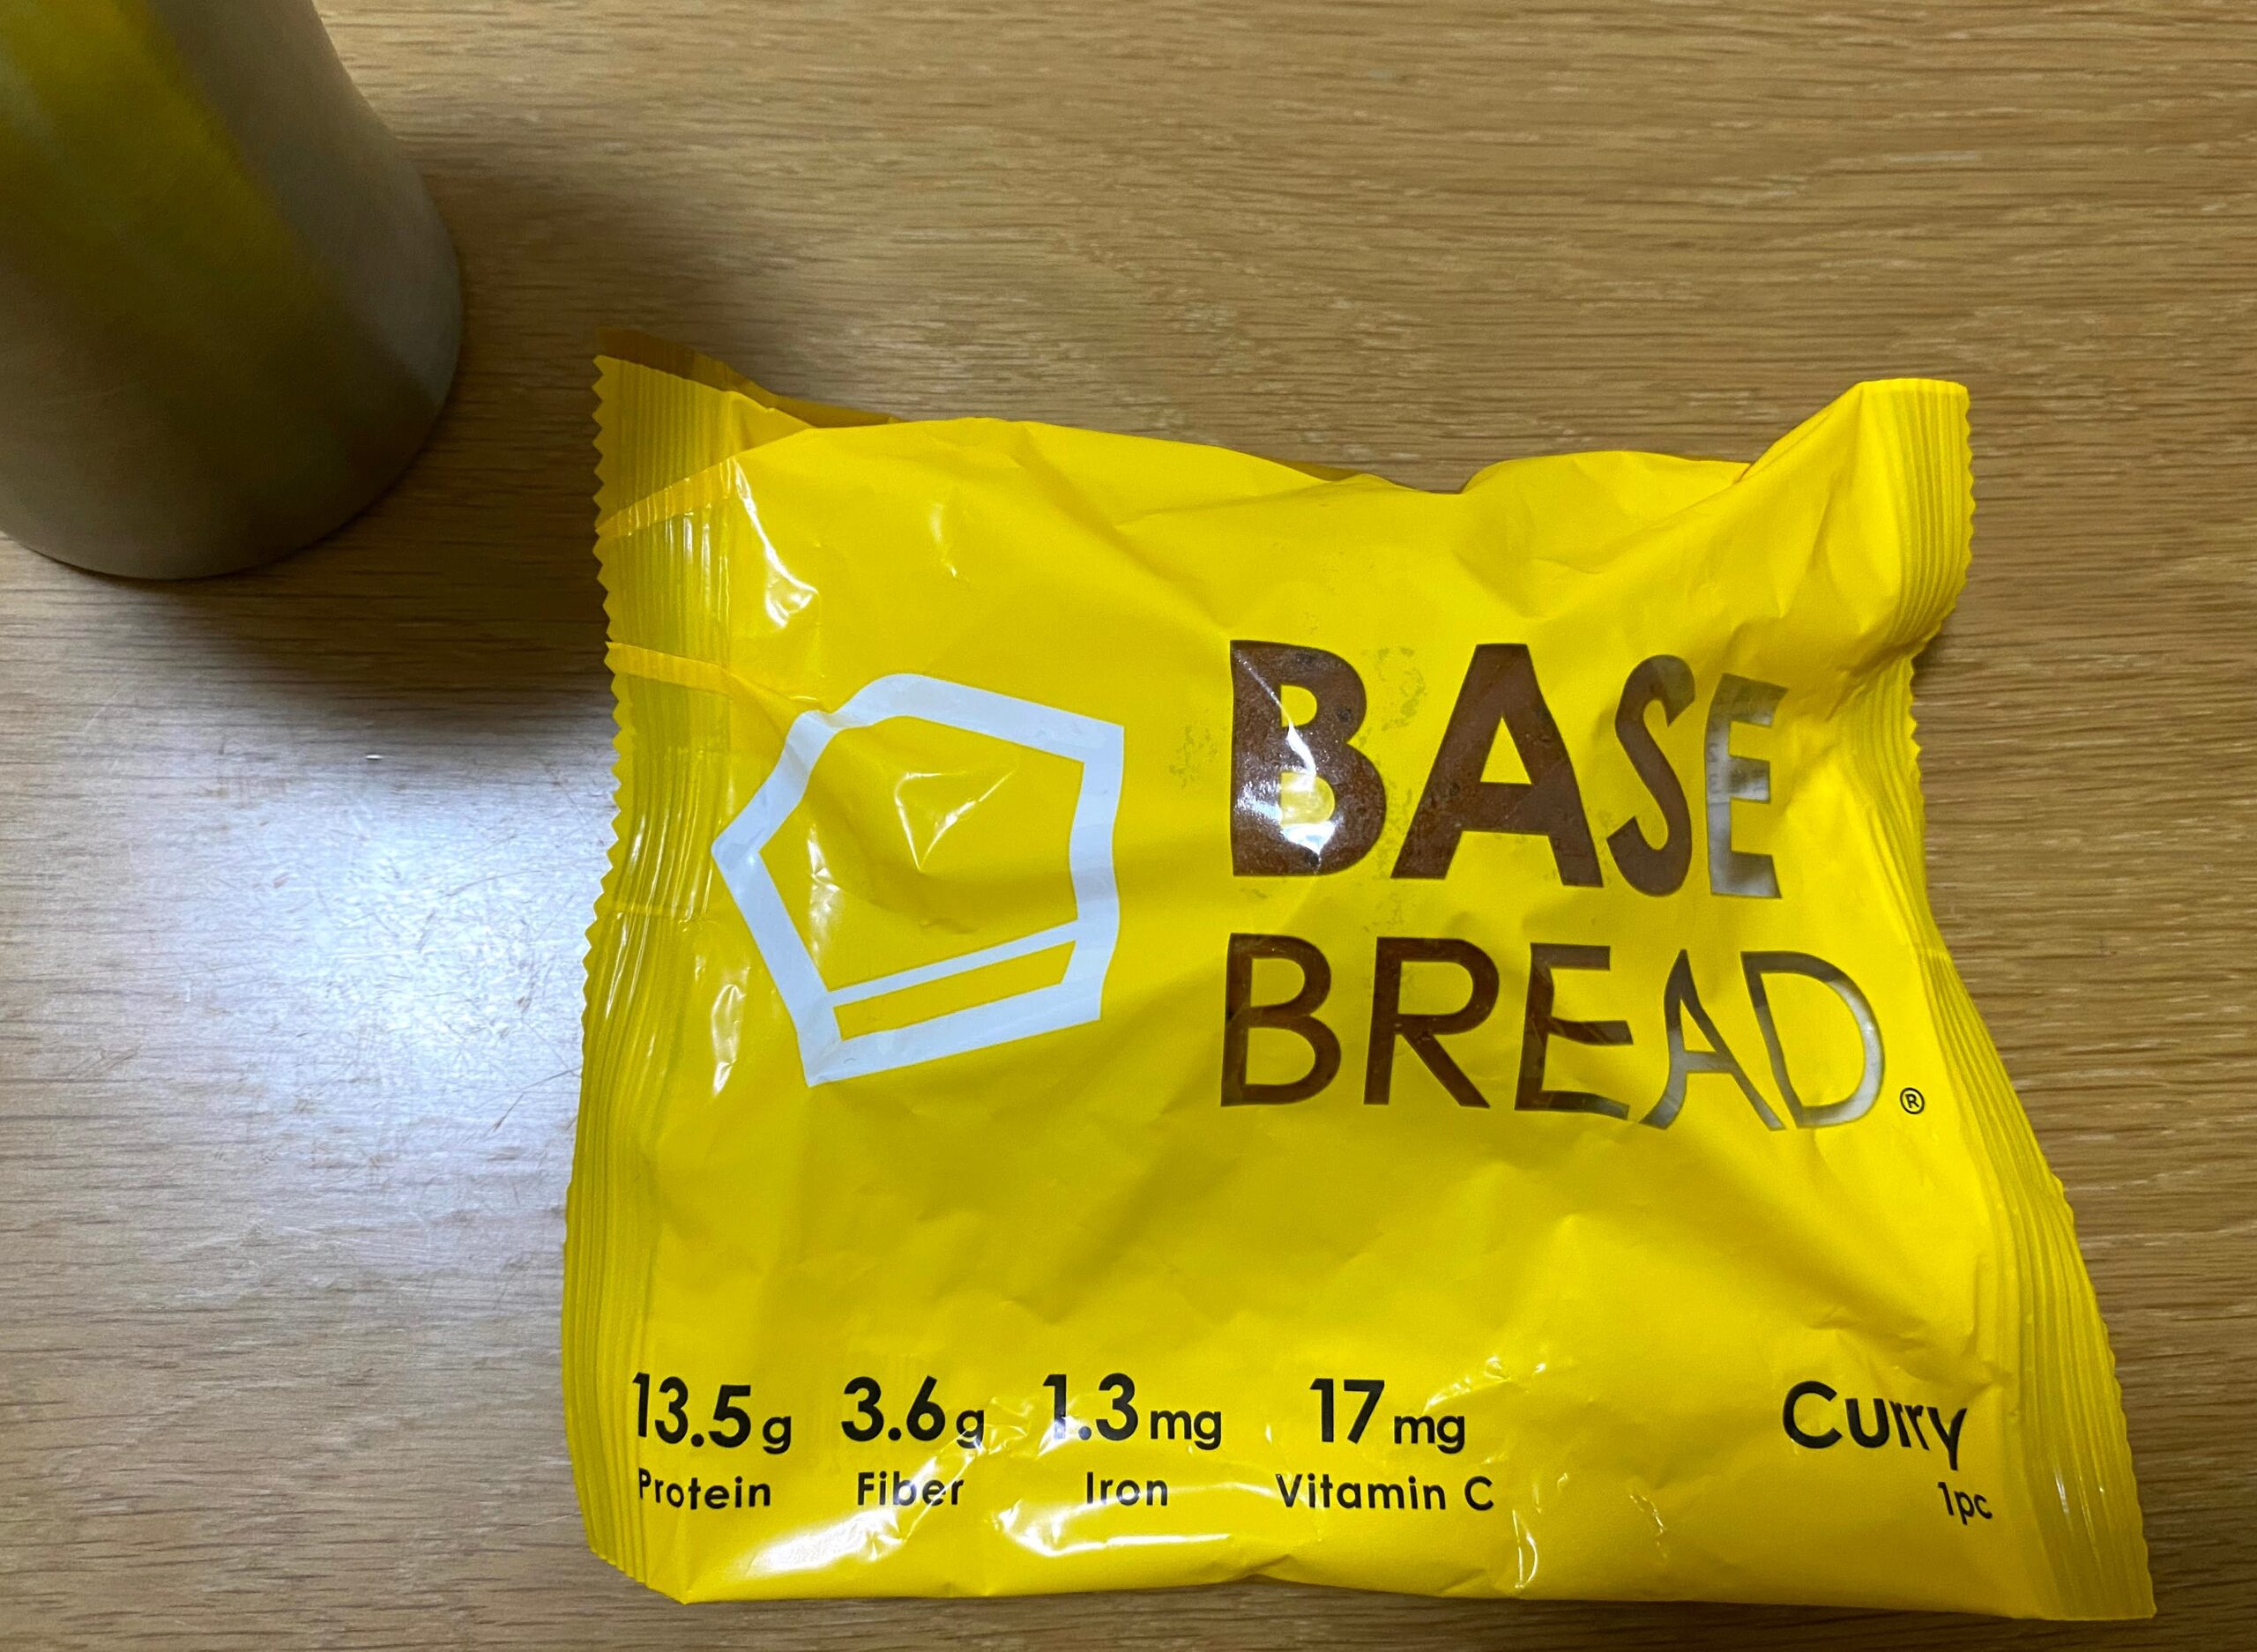 BASE
BREAD®
13.5g 3.6g 1.3mg 17mg
Protein Fiber Iron Vitamin C
Curry
1pc